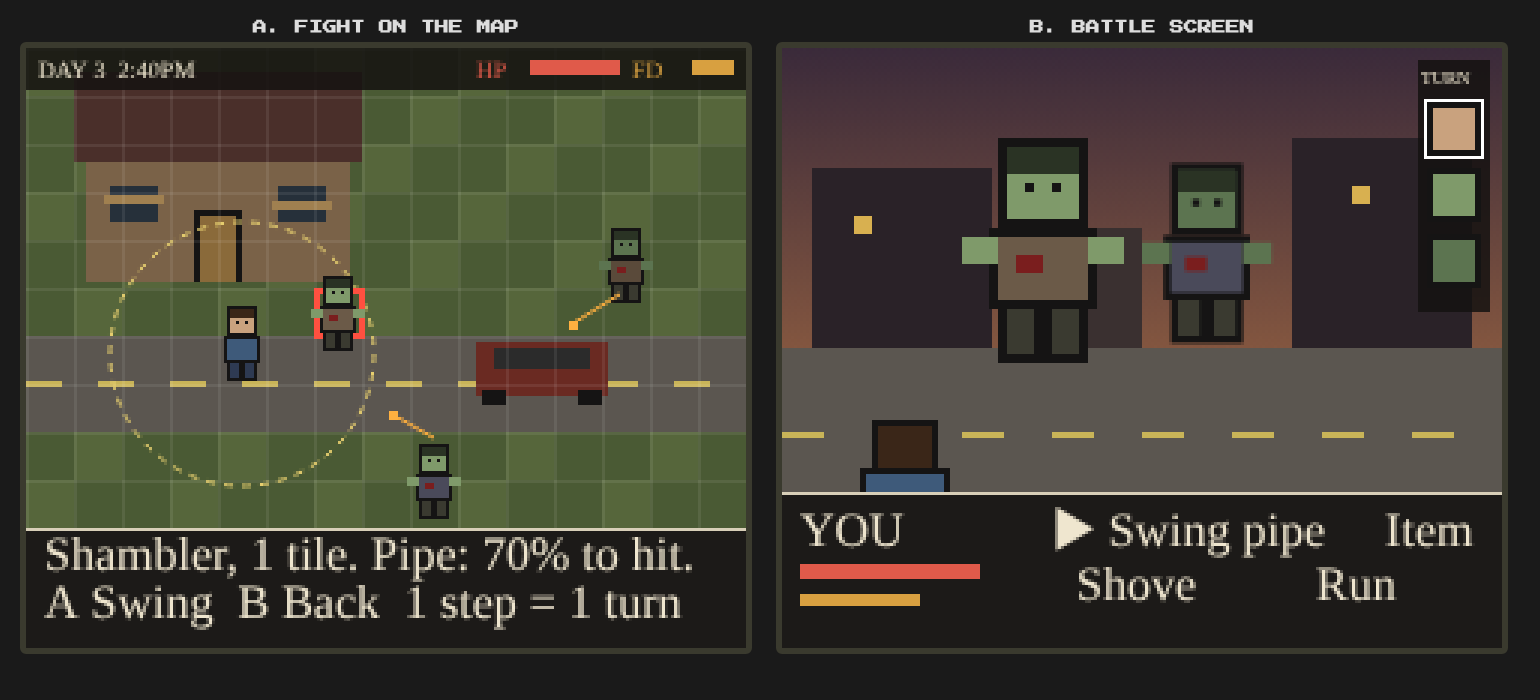 A. FIGHT ON THE MAP
DAY 3 2:40PM HP FD
Shambler, 1 tile. Pipe: 70% to hit.
A Swing B Back 1 step = 1 turn
B. BATTLE SCREEN
TURN
YOU Swing pipe Item
Shove Run